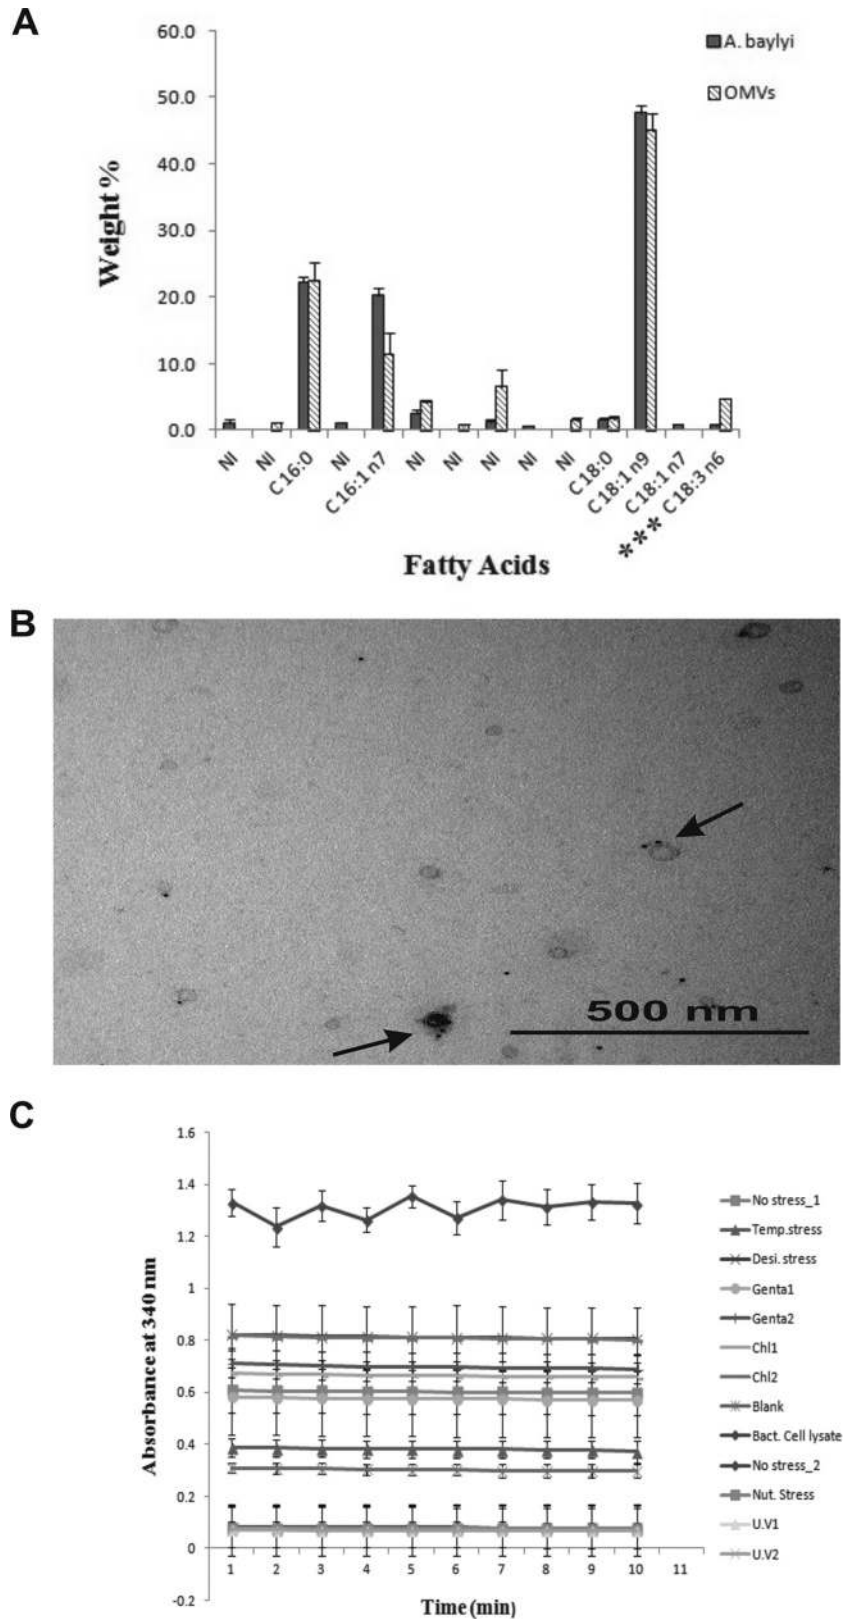 A
60.0
50.0
40.0
30.0
20.0
10.0
0.0
Weight %
A. baylyi
OMVs
NI
NI
C16:0
NI
C16:1 n7
NI
NI
NI
NI
NI
C18:0
C18:1 n9
C18:1 n7
*** C18:3 n6
Fatty Acids
B
500 nm
C
1.6
1.4
1.2
1
0.8
0.6
0.4
0.2
0
-0.2
Absorbance at 340 nm
1 2 3 4 5 6 7 8 9 10 11
Time (min)
No stress_1
Temp.stress
Desi. stress
Genta1
Genta2
Chl1
Chl2
Blank
Bact. Cell lysate
No stress_2
Nut. Stress
U.V1
U.V2